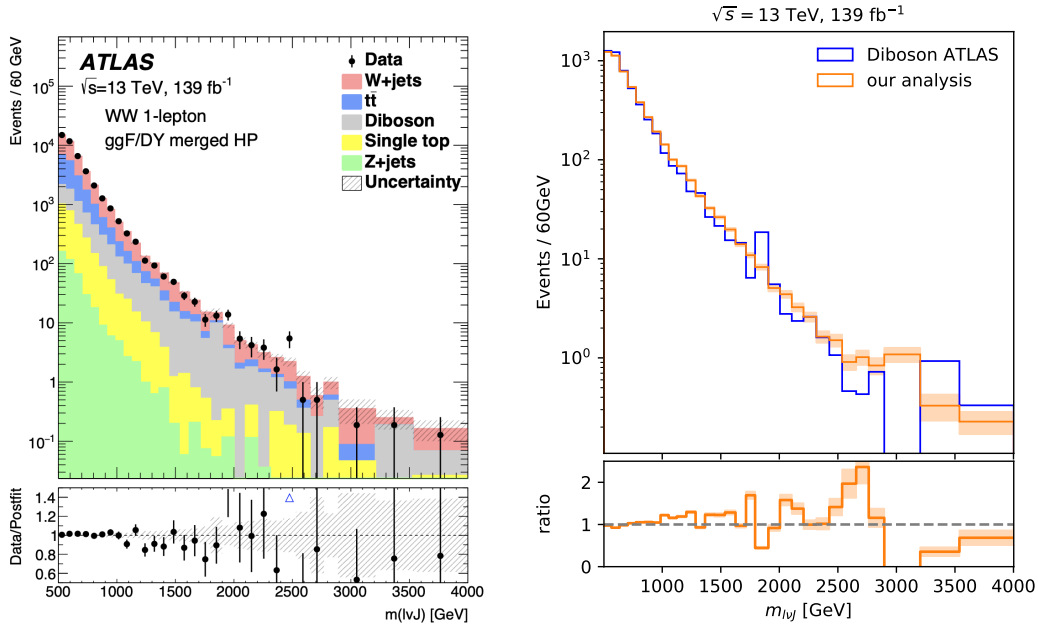 ATLAS
√s=13 TeV, 139 fb⁻¹
WW 1-lepton
ggF/DY merged HP
Data
W+jets
tt̄
Diboson
Single top
Z+jets
Uncertainty
Events / 60 GeV
10⁵
10⁴
10³
10²
10
1
10⁻¹
Data/Postfit
1.4
1.2
1
0.8
0.6
500 1000 1500 2000 2500 3000 3500 4000
m(lνJ) [GeV]
√s = 13 TeV, 139 fb⁻¹
Diboson ATLAS
our analysis
Events / 60GeV
10³
10²
10¹
10⁰
ratio
2
1
0
1000 1500 2000 2500 3000 3500 4000
m_lνJ [GeV]